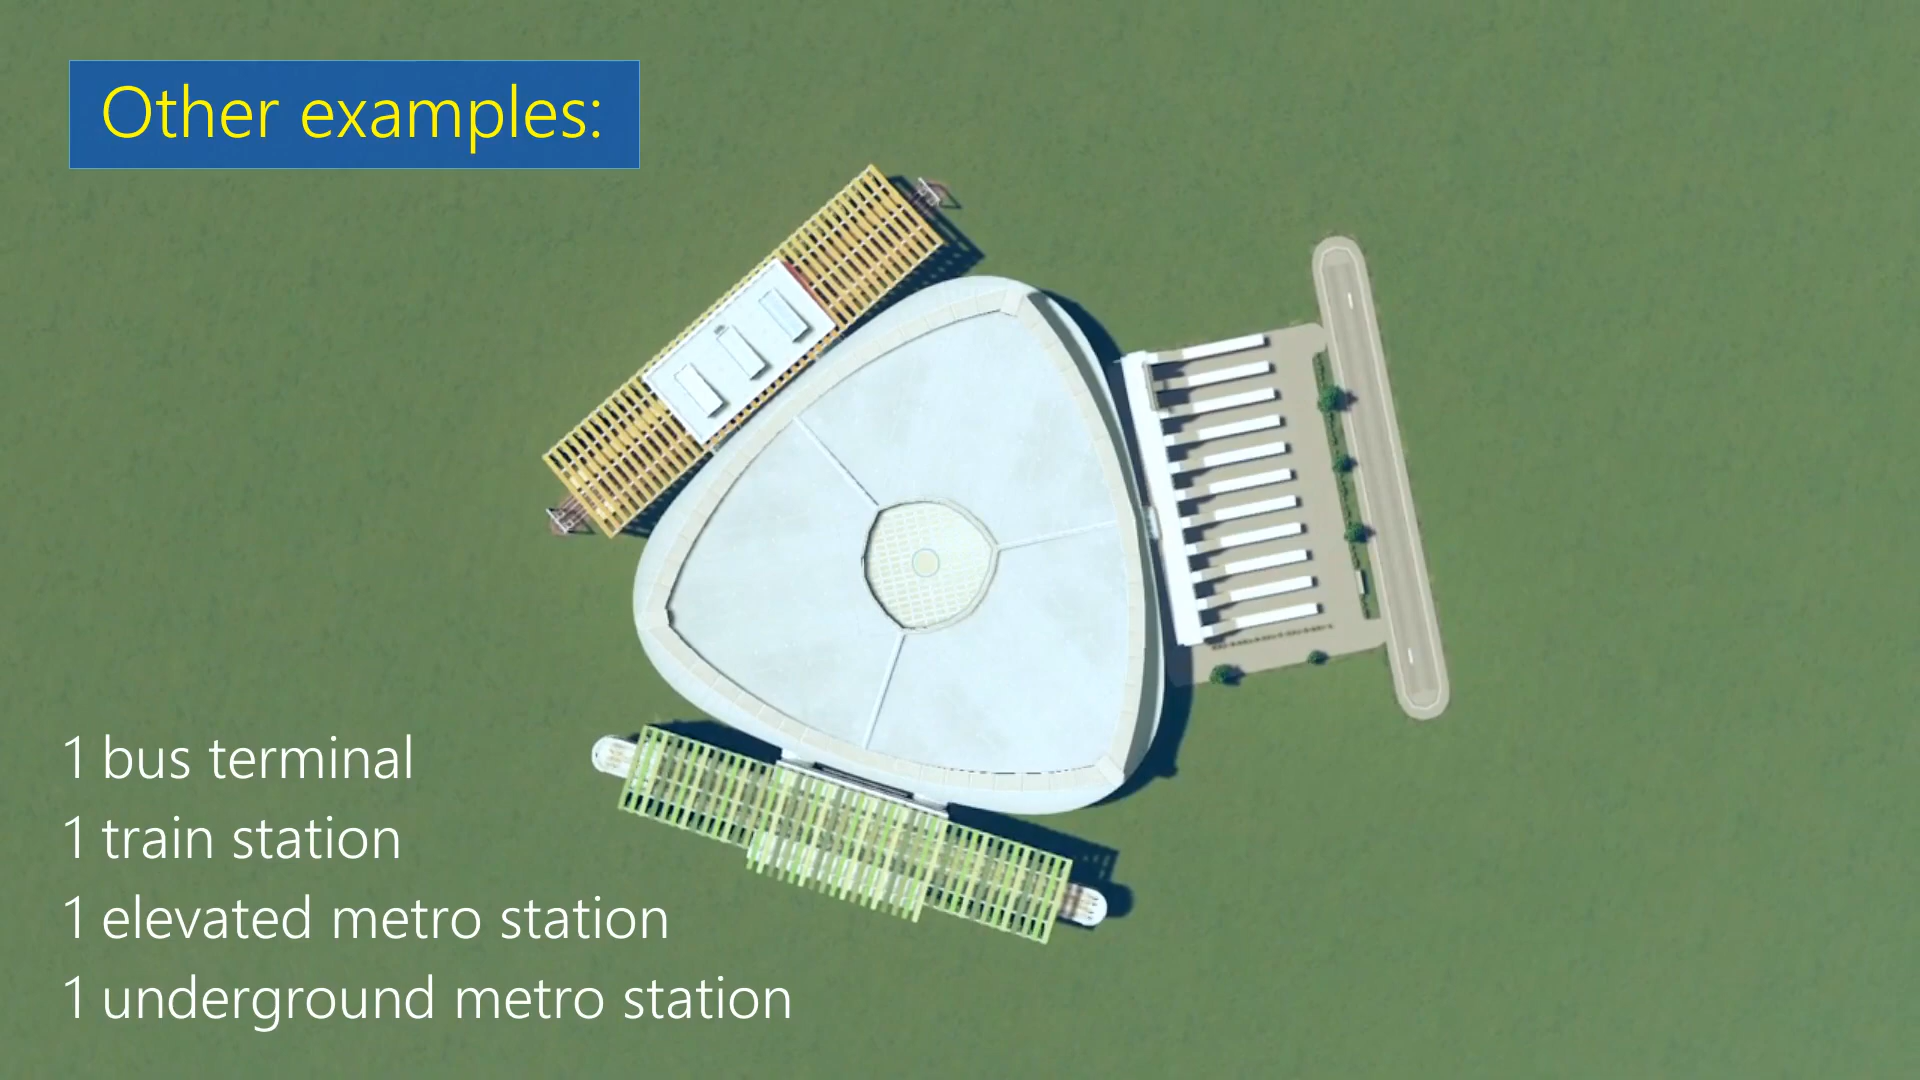 Other examples:
1 bus terminal
1 train station
1 elevated metro station
1 underground metro station